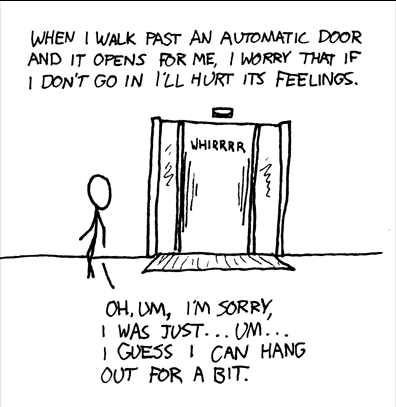 WHEN I WALK PAST AN AUTOMATIC DOOR
AND IT OPENS FOR ME, I WORRY THAT IF
I DON'T GO IN I'LL HURT ITS FEELINGS.
WHIRRRR
OH, UM, I'M SORRY,
I WAS JUST...UM...
I GUESS I CAN HANG
OUT FOR A BIT.